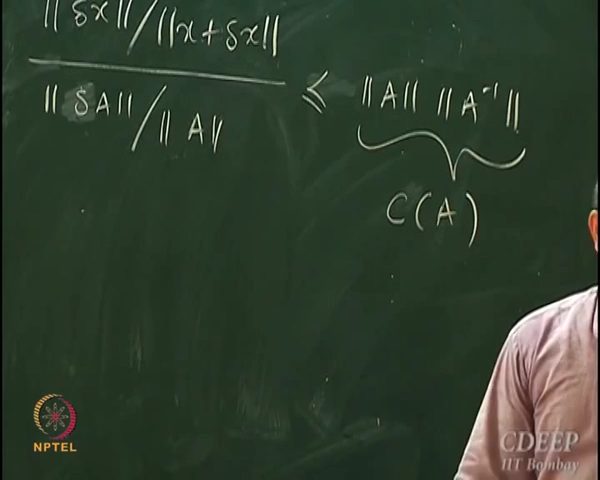 ||δx|| / ||x+δx||
||δA|| / ||A|| ≤ ||A|| ||A⁻¹||
C(A)
NPTEL
CDEEP
IIT Bombay